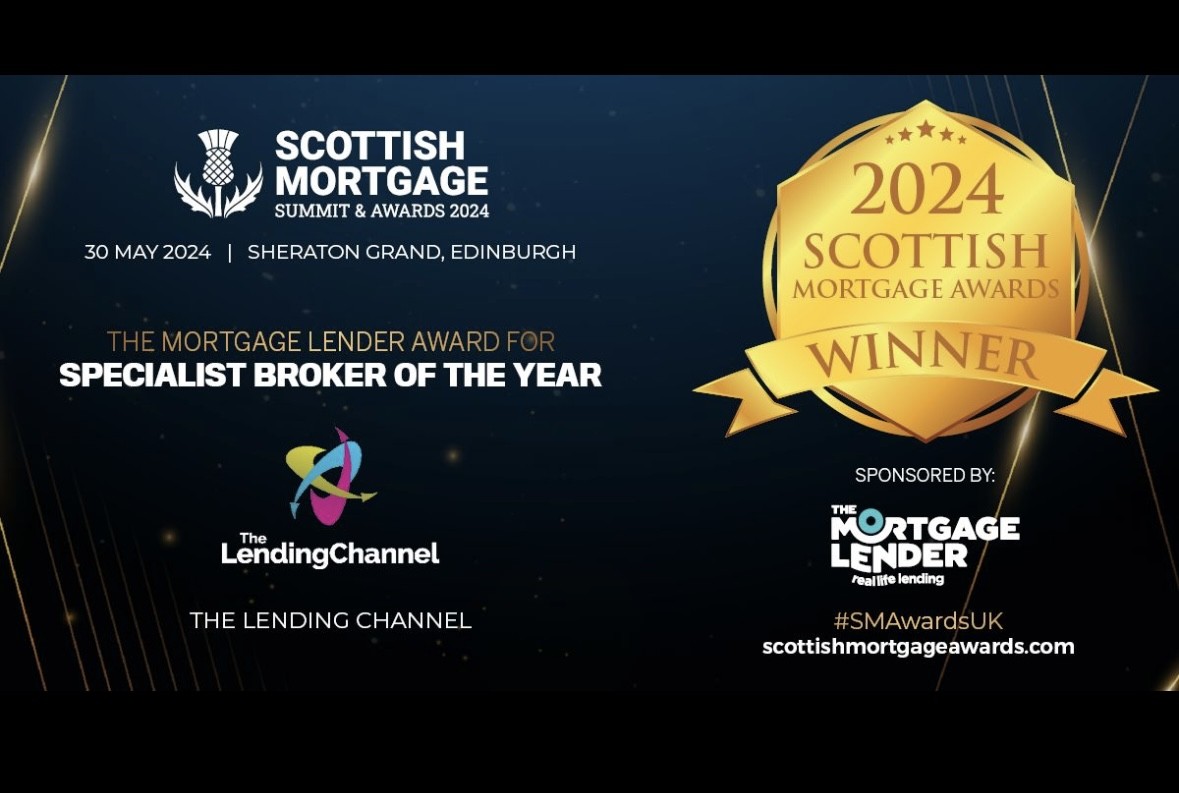 SCOTTISH
MORTGAGE
SUMMIT & AWARDS 2024
30 MAY 2024 | SHERATON GRAND, EDINBURGH
THE MORTGAGE LENDER AWARD FOR
SPECIALIST BROKER OF THE YEAR
The
LendingChannel
THE LENDING CHANNEL
2024
SCOTTISH
MORTGAGE AWARDS
WINNER
SPONSORED BY:
THE
MORTGAGE
LENDER
real life lending
#SMAwardsUK
scottishmortgageawards.com